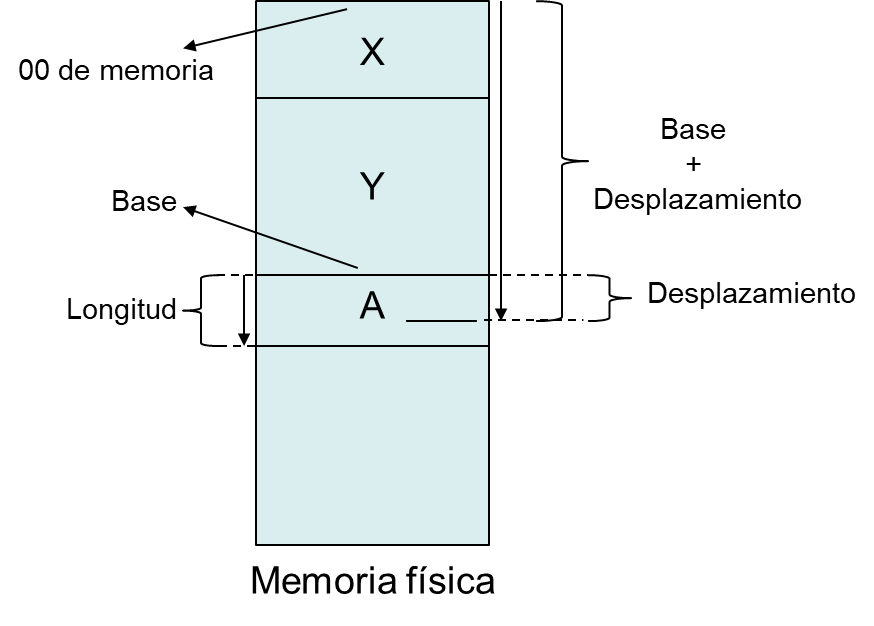 X
00 de memoria
Base
+
Desplazamiento
Y
Base
Desplazamiento
Longitud
A
Memoria física